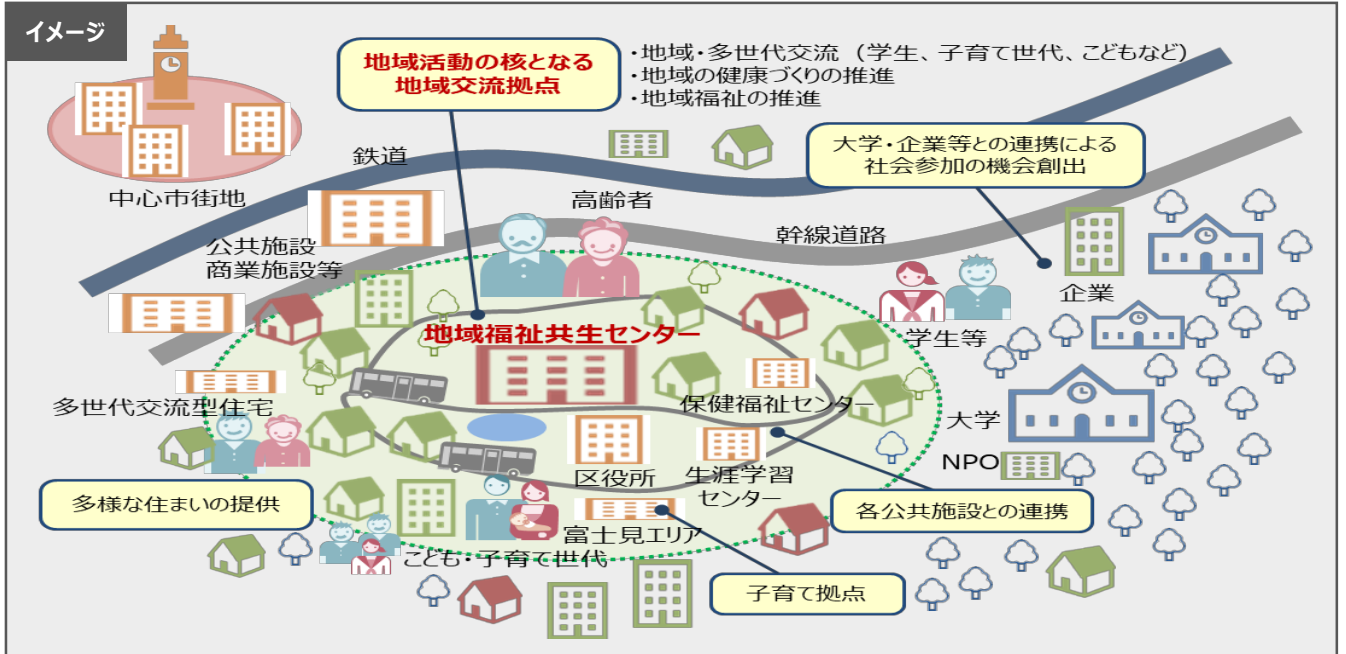 イメージ
地域活動の核となる
地域交流拠点
・地域・多世代交流（学生、子育て世代、こどもなど）
・地域の健康づくりの推進
・地域福祉の推進
大学・企業等との連携による
社会参加の機会創出
鉄道
中心市街地
高齢者
幹線道路
公共施設
商業施設等
企業
地域福祉共生センター
学生等
多世代交流型住宅
保健福祉センター
大学
NPO
区役所
生涯学習
センター
多様な住まいの提供
各公共施設との連携
富士見エリア
こども・子育て世代
子育て拠点